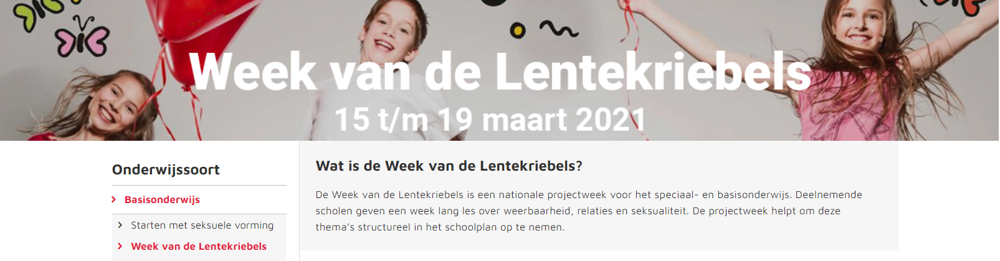 Week van de Lentekriebels
15 t/m 19 maart 2021
Onderwijssoort
Basisonderwijs
Starten met seksuele vorming
Week van de Lentekriebels
Wat is de Week van de Lentekriebels?
De Week van de Lentekriebels is een nationale projectweek voor het speciaal- en basisonderwijs. Deelnemende
scholen geven een week lang les over weerbaarheid, relaties en seksualiteit. De projectweek helpt om deze
thema’s structureel in het schoolplan op te nemen.